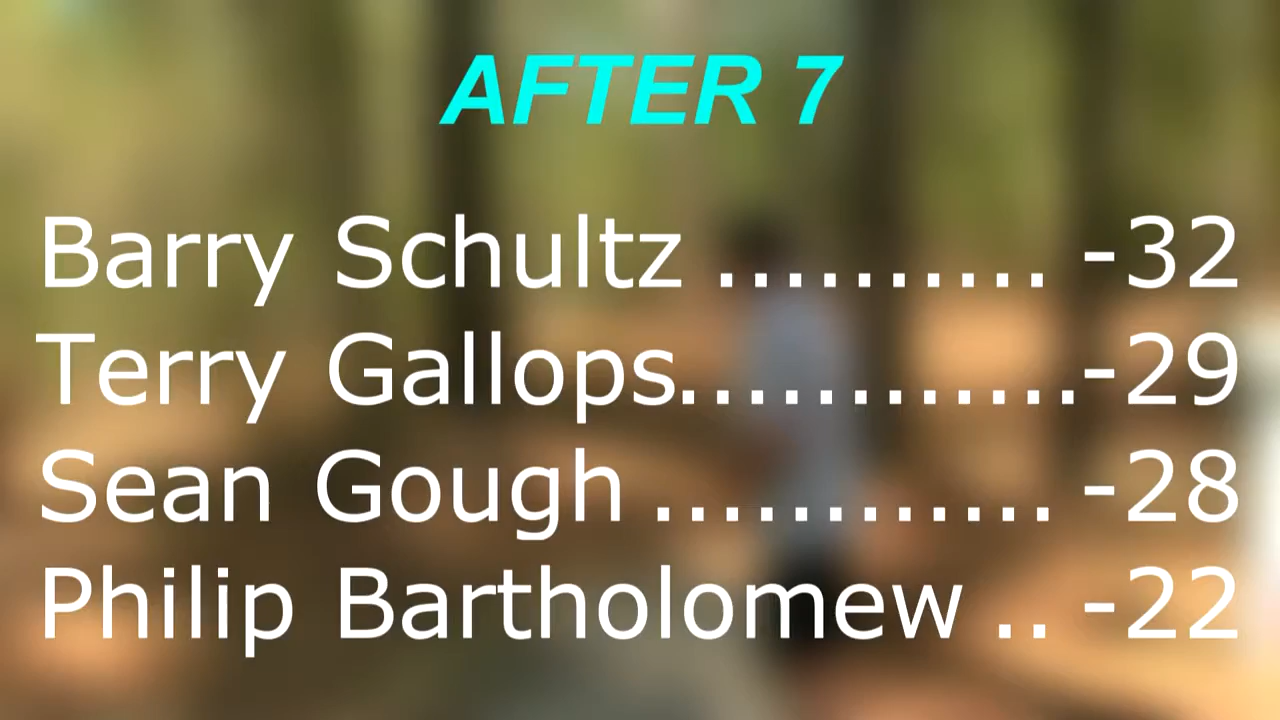 AFTER 7
Barry Schultz .......... -32
Terry Gallops............-29
Sean Gough ............ -28
Philip Bartholomew .. -22